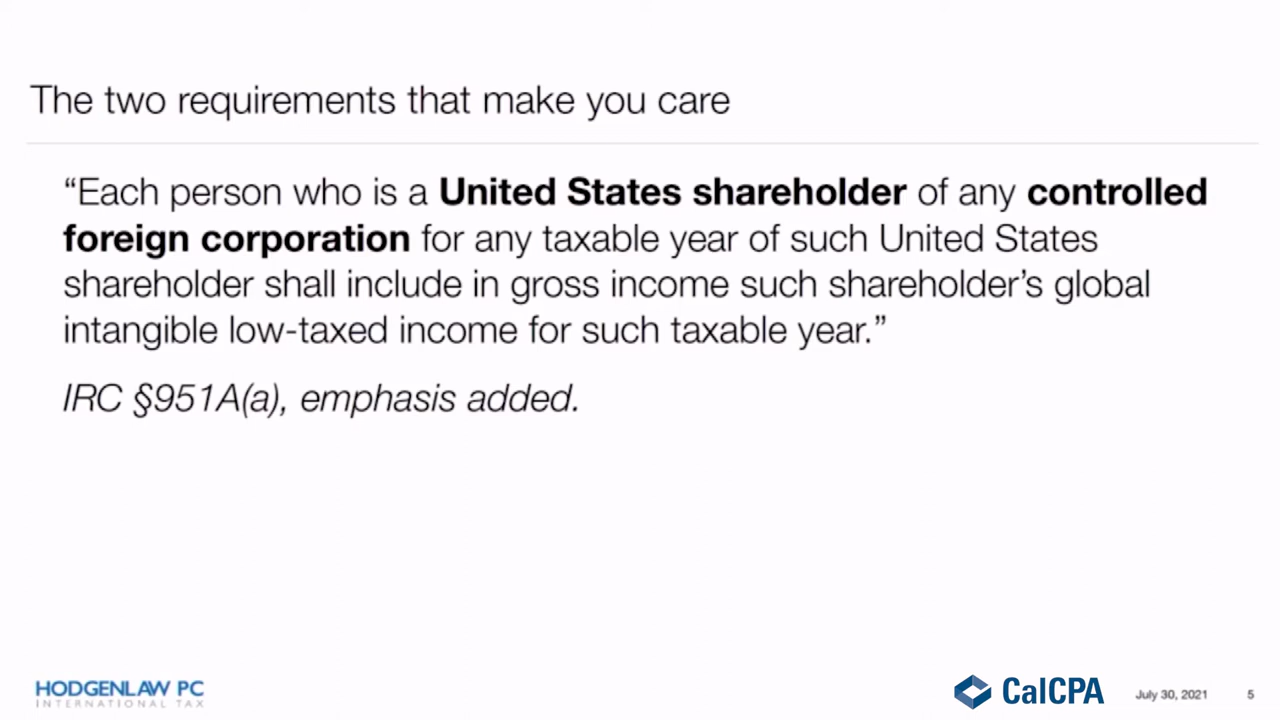 The two requirements that make you care
“Each person who is a United States shareholder of any controlled
foreign corporation for any taxable year of such United States
shareholder shall include in gross income such shareholder’s global
intangible low-taxed income for such taxable year.”
IRC §951A(a), emphasis added.
HODGENLAW PC
INTERNATIONAL TAX
CalCPA
July 30, 2021
5